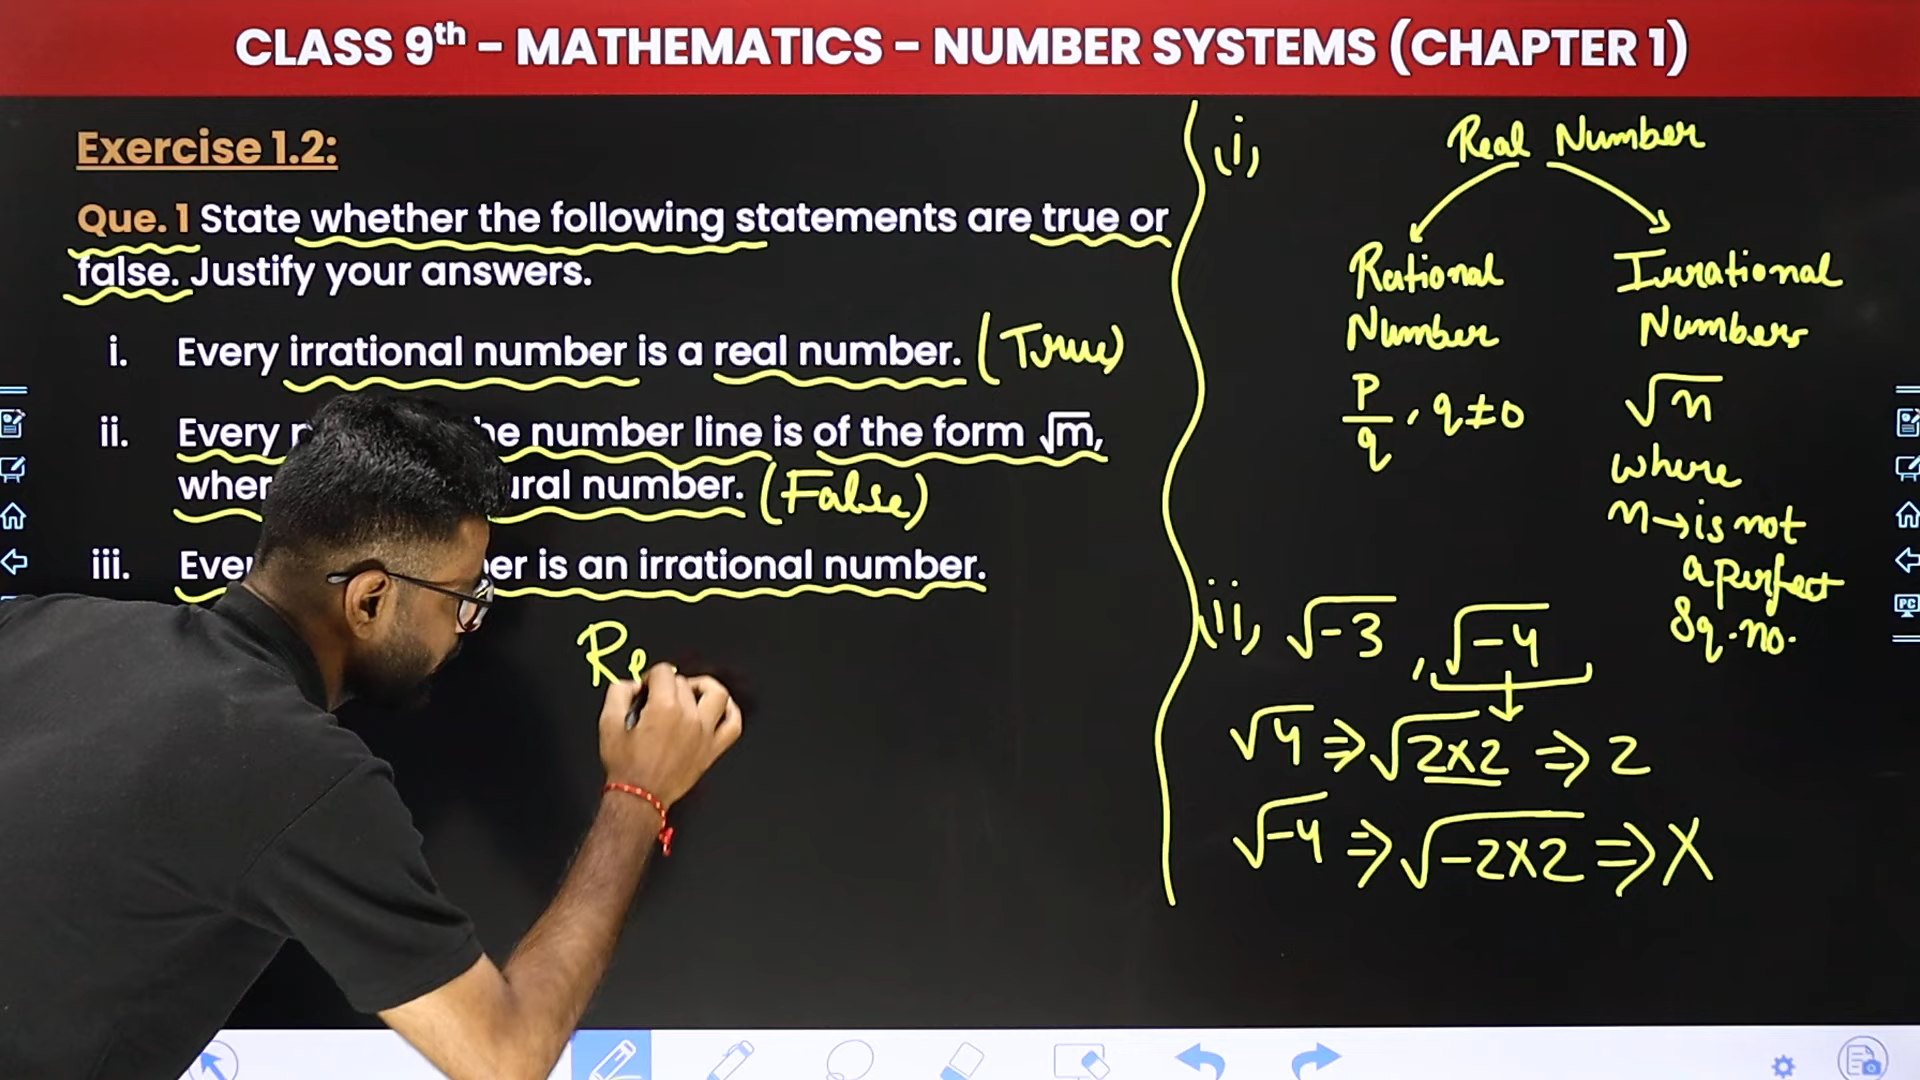 CLASS 9th - MATHEMATICS - NUMBER SYSTEMS (CHAPTER 1)
Exercise 1.2:
Que. 1 State whether the following statements are true or
false. Justify your answers.
i. Every irrational number is a real number. (True)
ii. Every he number line is of the form √m,
wher ural number. (False)
iii. Ever er is an irrational number.
Re
(i)
Real Number
Rational Irrational
Number Numbers
p/q, q≠0
√n
where
n→is not
a perfect
Sq. no.
(ii) √-3, √-4
√4 ⇒ √2×2 ⇒ 2
√-4 ⇒ √-2×2 ⇒ X
PC